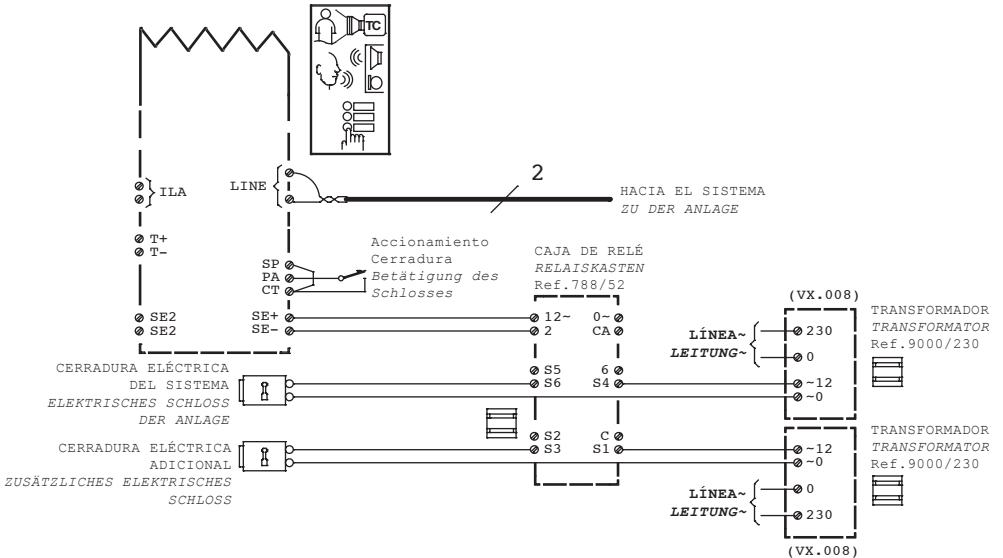 TC
ILA
LINE
2
HACIA EL SISTEMA
ZU DER ANLAGE
T+
T-
SP
PA
CT
Accionamiento
Cerradura
Betätigung des
Schlosses
CAJA DE RELÉ
RELAISKASTEN
Ref.788/52
SE2
SE2
SE+
SE-
12~
2
0~
CA
S5
S6
6
S4
S2
S3
C
S1
(VX.008)
LÍNEA~
LEITUNG~
230
0
~12
~0
TRANSFORMADOR
TRANSFORMATOR
Ref.9000/230
CERRADURA ELÉCTRICA
DEL SISTEMA
ELEKTRISCHES SCHLOSS
DER ANLAGE
CERRADURA ELÉCTRICA
ADICIONAL
ZUSÄTZLICHES ELEKTRISCHES
SCHLOSS
~12
~0
LÍNEA~
LEITUNG~
0
230
TRANSFORMADOR
TRANSFORMATOR
Ref.9000/230
(VX.008)